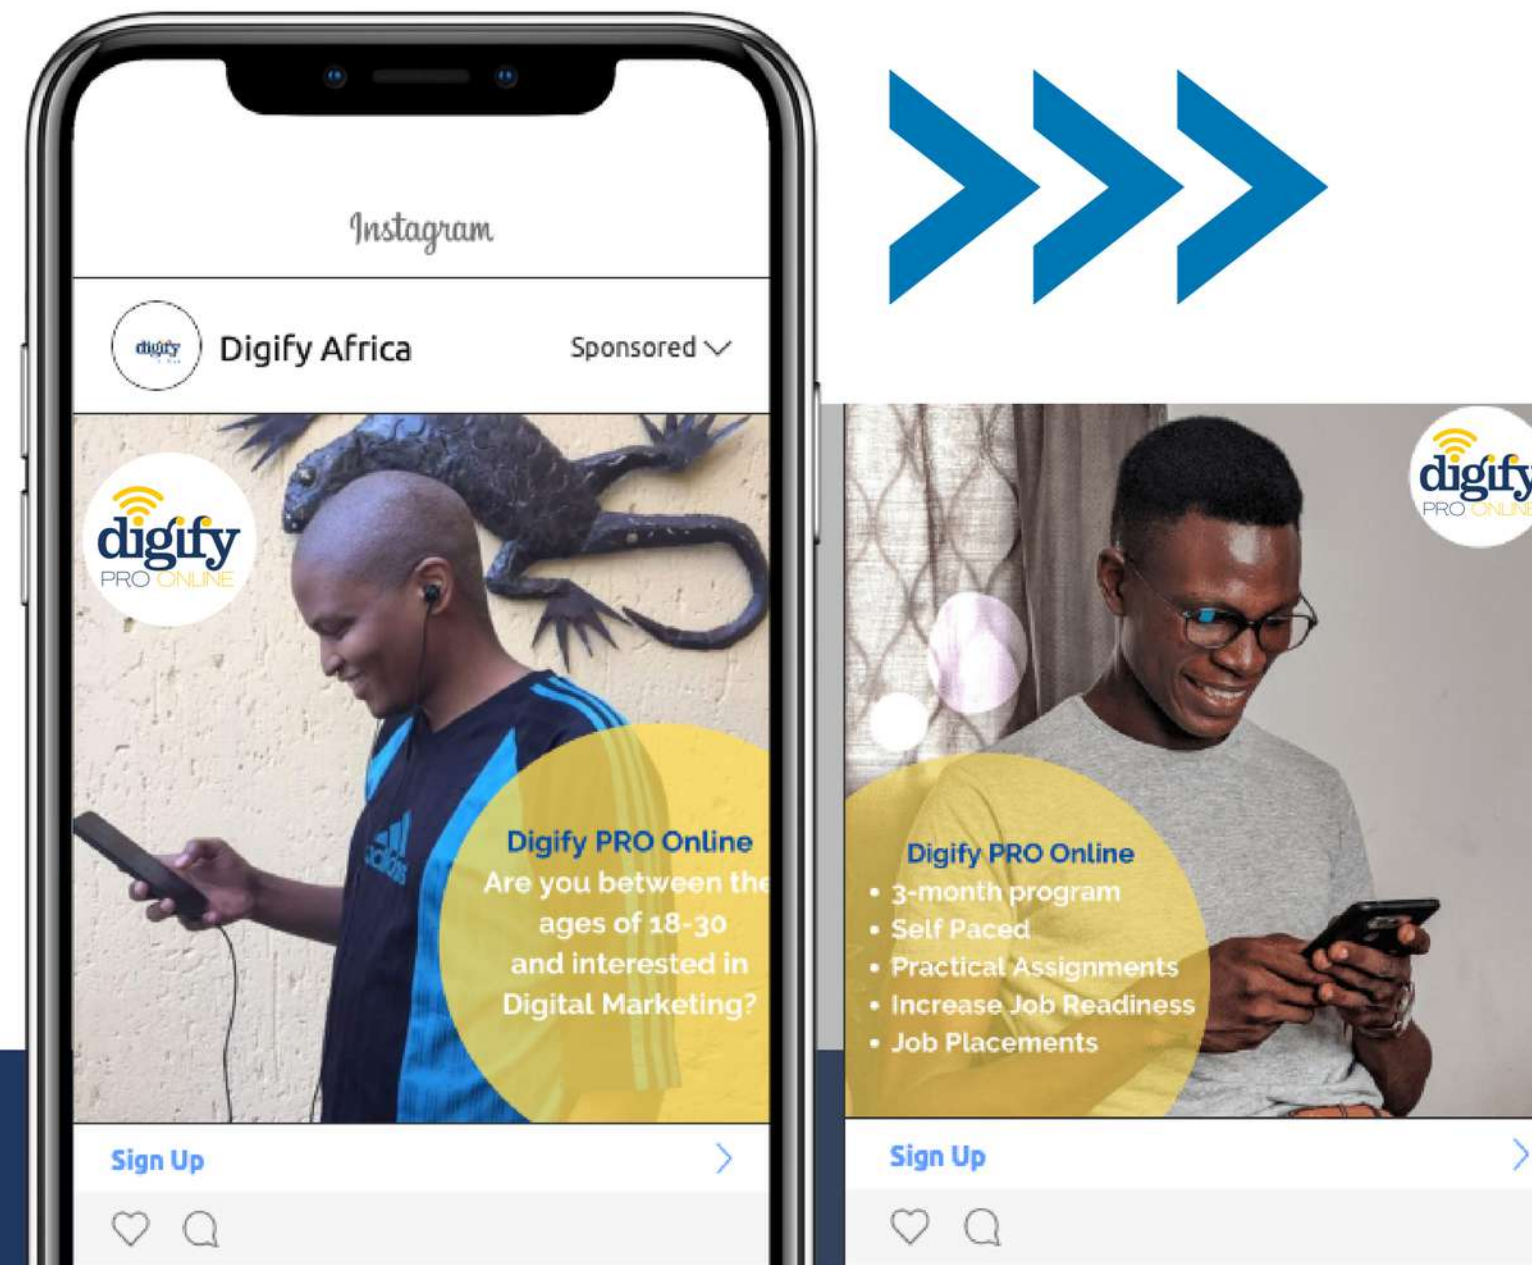 Instagram
digify
Digify Africa
Sponsored
digify
PRO ONLINE
adidas
Digify PRO Online
Are you between the
ages of 18-30
and interested in
Digital Marketing?
Sign Up
digify
PRO ONLINE
Digify PRO Online
• 3-month program
• Self Paced
• Practical Assignments
• Increase Job Readiness
• Job Placements
Sign Up